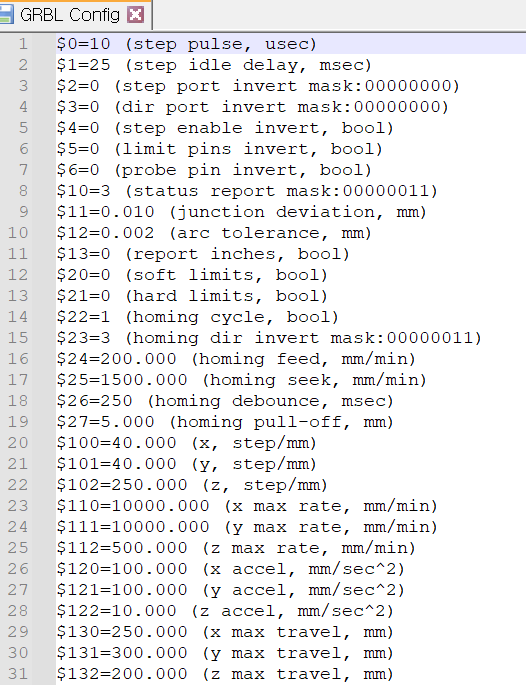 GRBL Config
1 $0=10 (step pulse, usec)
2 $1=25 (step idle delay, msec)
3 $2=0 (step port invert mask:00000000)
4 $3=0 (dir port invert mask:00000000)
5 $4=0 (step enable invert, bool)
6 $5=0 (limit pins invert, bool)
7 $6=0 (probe pin invert, bool)
8 $10=3 (status report mask:00000011)
9 $11=0.010 (junction deviation, mm)
10 $12=0.002 (arc tolerance, mm)
11 $13=0 (report inches, bool)
12 $20=0 (soft limits, bool)
13 $21=0 (hard limits, bool)
14 $22=1 (homing cycle, bool)
15 $23=3 (homing dir invert mask:00000011)
16 $24=200.000 (homing feed, mm/min)
17 $25=1500.000 (homing seek, mm/min)
18 $26=250 (homing debounce, msec)
19 $27=5.000 (homing pull-off, mm)
20 $100=40.000 (x, step/mm)
21 $101=40.000 (y, step/mm)
22 $102=250.000 (z, step/mm)
23 $110=10000.000 (x max rate, mm/min)
24 $111=10000.000 (y max rate, mm/min)
25 $112=500.000 (z max rate, mm/min)
26 $120=100.000 (x accel, mm/sec^2)
27 $121=100.000 (y accel, mm/sec^2)
28 $122=10.000 (z accel, mm/sec^2)
29 $130=250.000 (x max travel, mm)
30 $131=300.000 (y max travel, mm)
31 $132=200.000 (z max travel, mm)